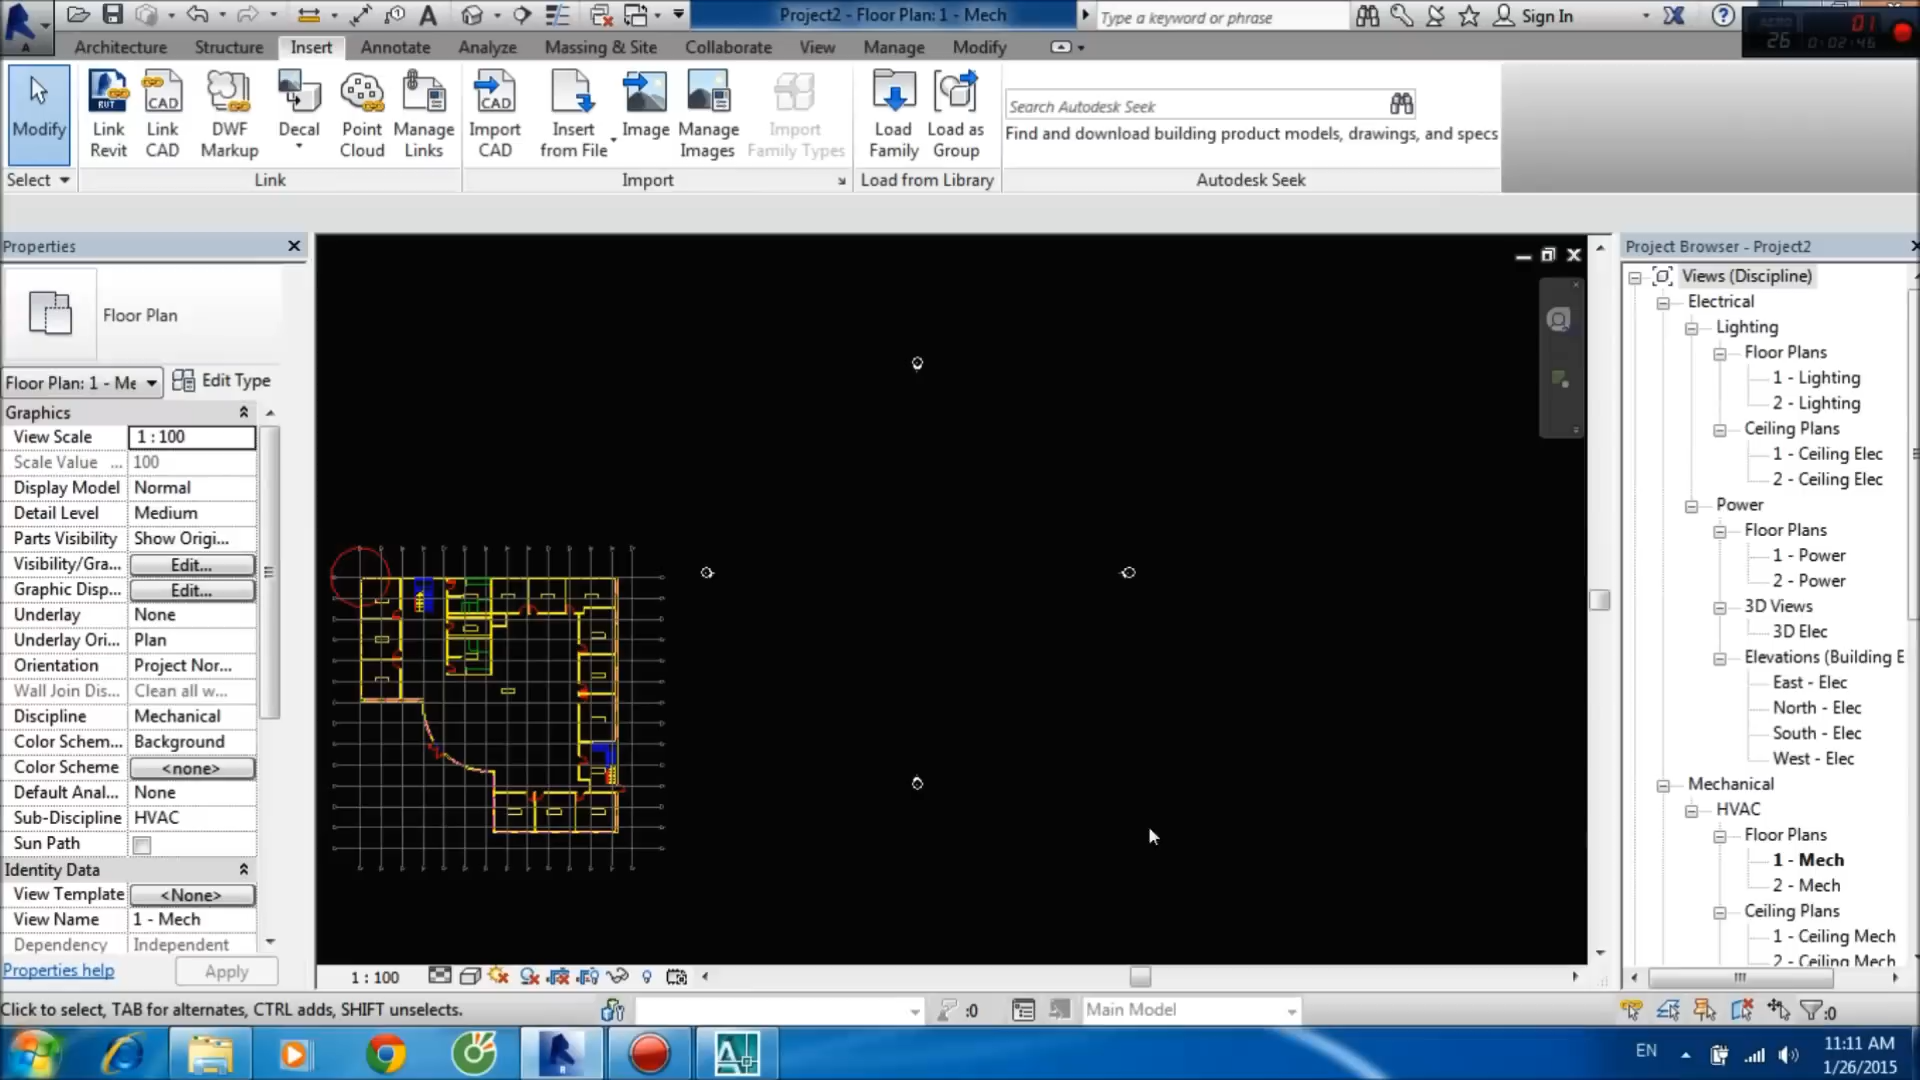 Project2 - Floor Plan: 1 - Mech
Type a keyword or phrase
Sign In
26
01
0:02:46
Architecture
Structure
Insert
Annotate
Analyze
Massing & Site
Collaborate
View
Manage
Modify
Modify
Link Revit
Link CAD
DWF Markup
Decal
Point Cloud
Manage Links
Import CAD
Insert from File
Image
Manage Images
Import Family Types
Load Family
Load as Group
Search Autodesk Seek
Find and download building product models, drawings, and specs
Select
Link
Import
Load from Library
Autodesk Seek
Properties
Floor Plan
Floor Plan: 1 - Me
Edit Type
Graphics
View Scale 1 : 100
Scale Value ... 100
Display Model Normal
Detail Level Medium
Parts Visibility Show Origi...
Visibility/Gra... Edit...
Graphic Disp... Edit...
Underlay None
Underlay Ori... Plan
Orientation Project Nor...
Wall Join Dis... Clean all w...
Discipline Mechanical
Color Schem... Background
Color Scheme <none>
Default Anal... None
Sub-Discipline HVAC
Sun Path
Identity Data
View Template <None>
View Name 1 - Mech
Dependency Independent
Properties help
Apply
1 : 100
Project Browser - Project2
Views (Discipline)
Electrical
Lighting
Floor Plans
1 - Lighting
2 - Lighting
Ceiling Plans
1 - Ceiling Elec
2 - Ceiling Elec
Power
Floor Plans
1 - Power
2 - Power
3D Views
3D Elec
Elevations (Building E
East - Elec
North - Elec
South - Elec
West - Elec
Mechanical
HVAC
Floor Plans
1 - Mech
2 - Mech
Ceiling Plans
1 - Ceiling Mech
2 - Ceiling Mech
Click to select, TAB for alternates, CTRL adds, SHIFT unselects.
:0
Main Model
:0
EN
11:11 AM
1/26/2015